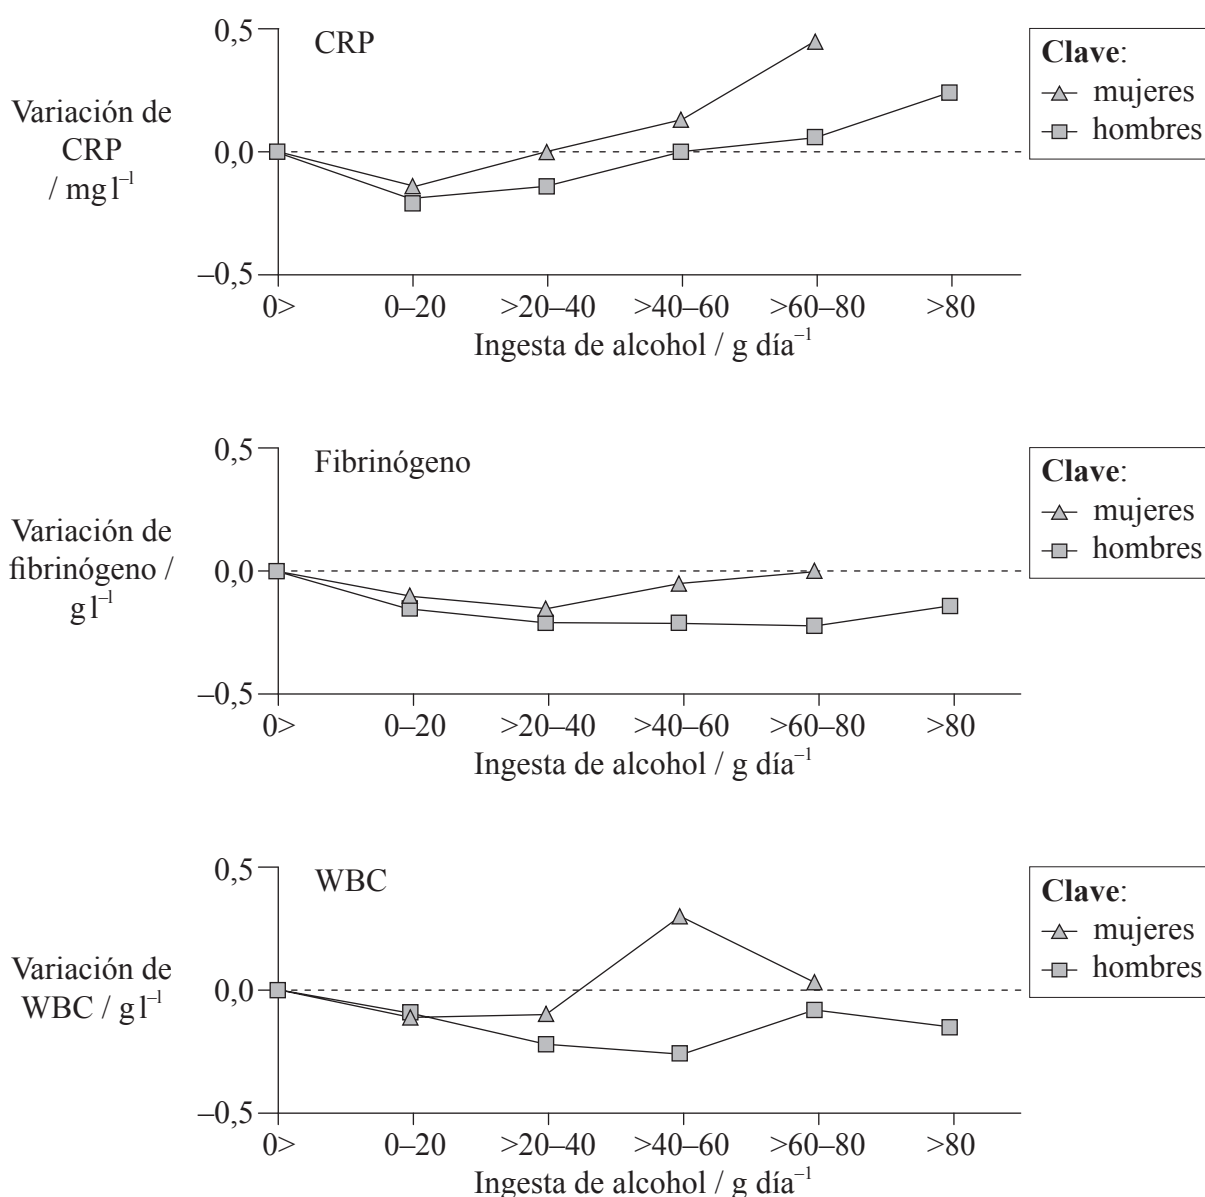 0,5
CRP
Variación de
CRP
/ mg l⁻¹
0,0
–0,5
0>
0–20
>20–40
>40–60
>60–80
>80
Ingesta de alcohol / g día⁻¹
Clave:
mujeres
hombres
0,5
Fibrinógeno
Variación de
fibrinógeno /
g l⁻¹
0,0
–0,5
0>
0–20
>20–40
>40–60
>60–80
>80
Ingesta de alcohol / g día⁻¹
Clave:
mujeres
hombres
0,5
WBC
Variación de
WBC / g l⁻¹
0,0
–0,5
0>
0–20
>20–40
>40–60
>60–80
>80
Ingesta de alcohol / g día⁻¹
Clave:
mujeres
hombres